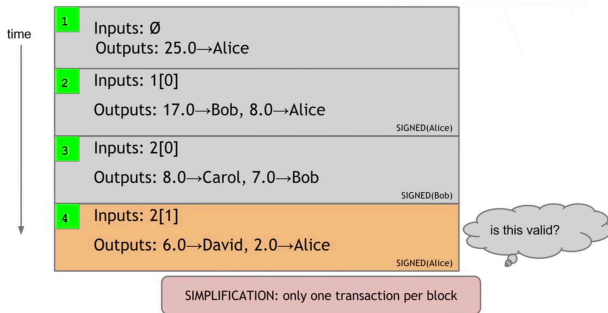 time
1
Inputs: Ø
Outputs: 25.0→Alice
2
Inputs: 1[0]
Outputs: 17.0→Bob, 8.0→Alice
SIGNED(Alice)
3
Inputs: 2[0]
Outputs: 8.0→Carol, 7.0→Bob
SIGNED(Bob)
4
Inputs: 2[1]
Outputs: 6.0→David, 2.0→Alice
SIGNED(Alice)
is this valid?
SIMPLIFICATION: only one transaction per block